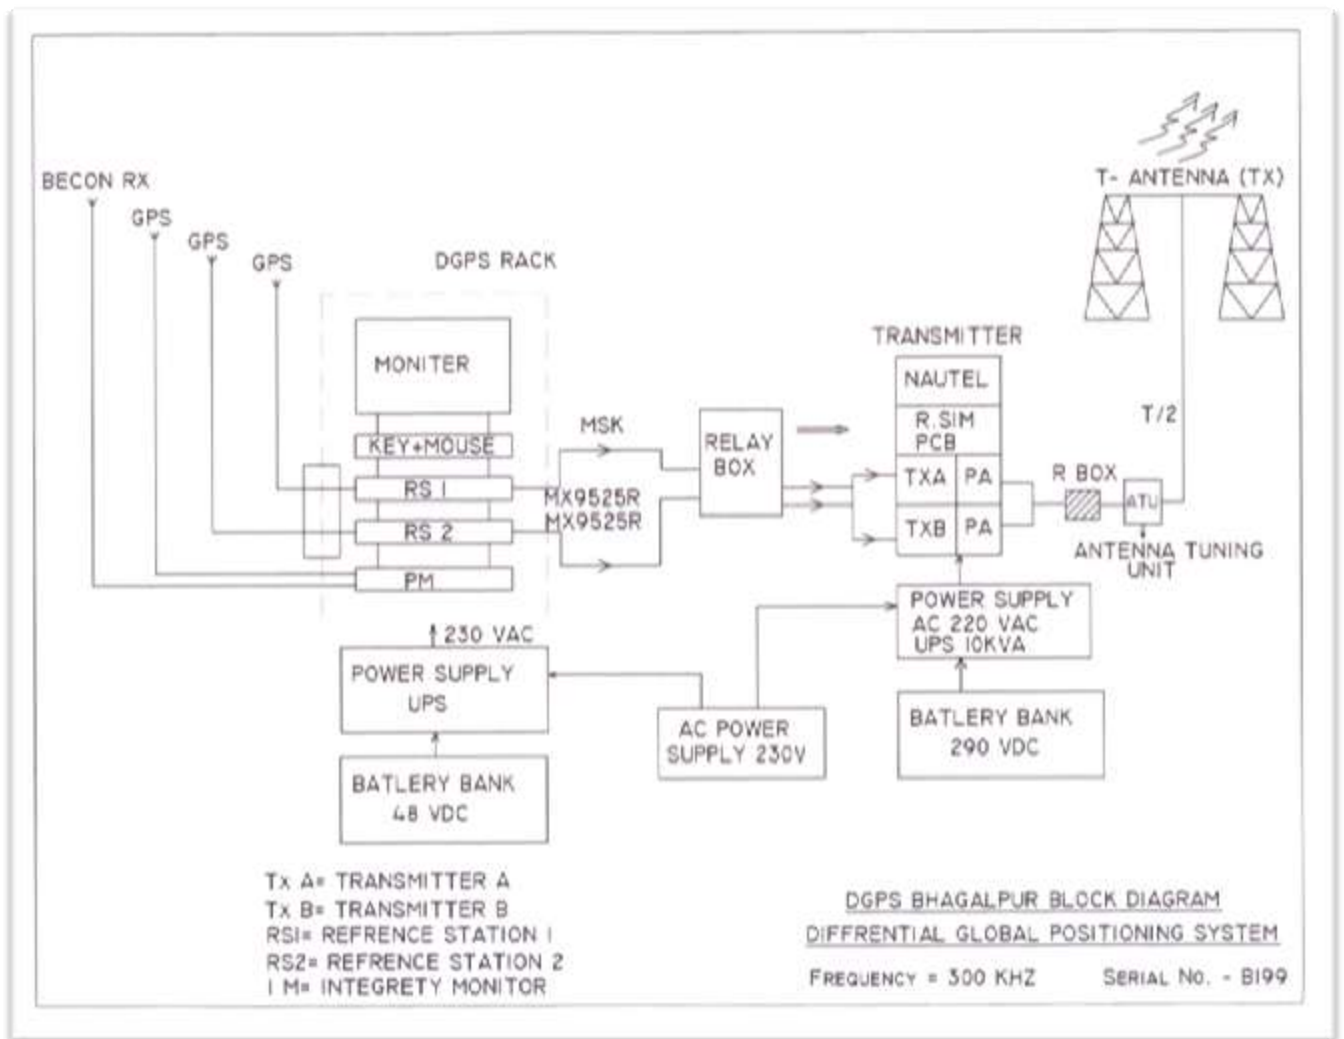 BECON RX
GPS
GPS
GPS
DGPS RACK
MONITER
KEY+MOUSE
RS 1
RS 2
PM
MSK
MX9525R
MX9525R
RELAY
BOX
T- ANTENNA (TX)
TRANSMITTER
NAUTEL
R.SIM
PCB
TXA PA
TXB PA
R BOX
ATU
T/2
ANTENNA TUNING
UNIT
230 VAC
POWER SUPPLY
UPS
BATLERY BANK
48 VDC
AC POWER
SUPPLY 230V
POWER SUPPLY
AC 220 VAC
UPS 10KVA
BATLERY BANK
290 VDC
TX A= TRANSMITTER A
TX B= TRANSMITTER B
RS1= REFRENCE STATION 1
RS2= REFRENCE STATION 2
I M= INTEGRETY MONITOR
DGPS BHAGALPUR BLOCK DIAGRAM
DIFFRENTIAL GLOBAL POSITIONING SYSTEM
FREQUENCY = 300 KHZ SERIAL NO. - B199